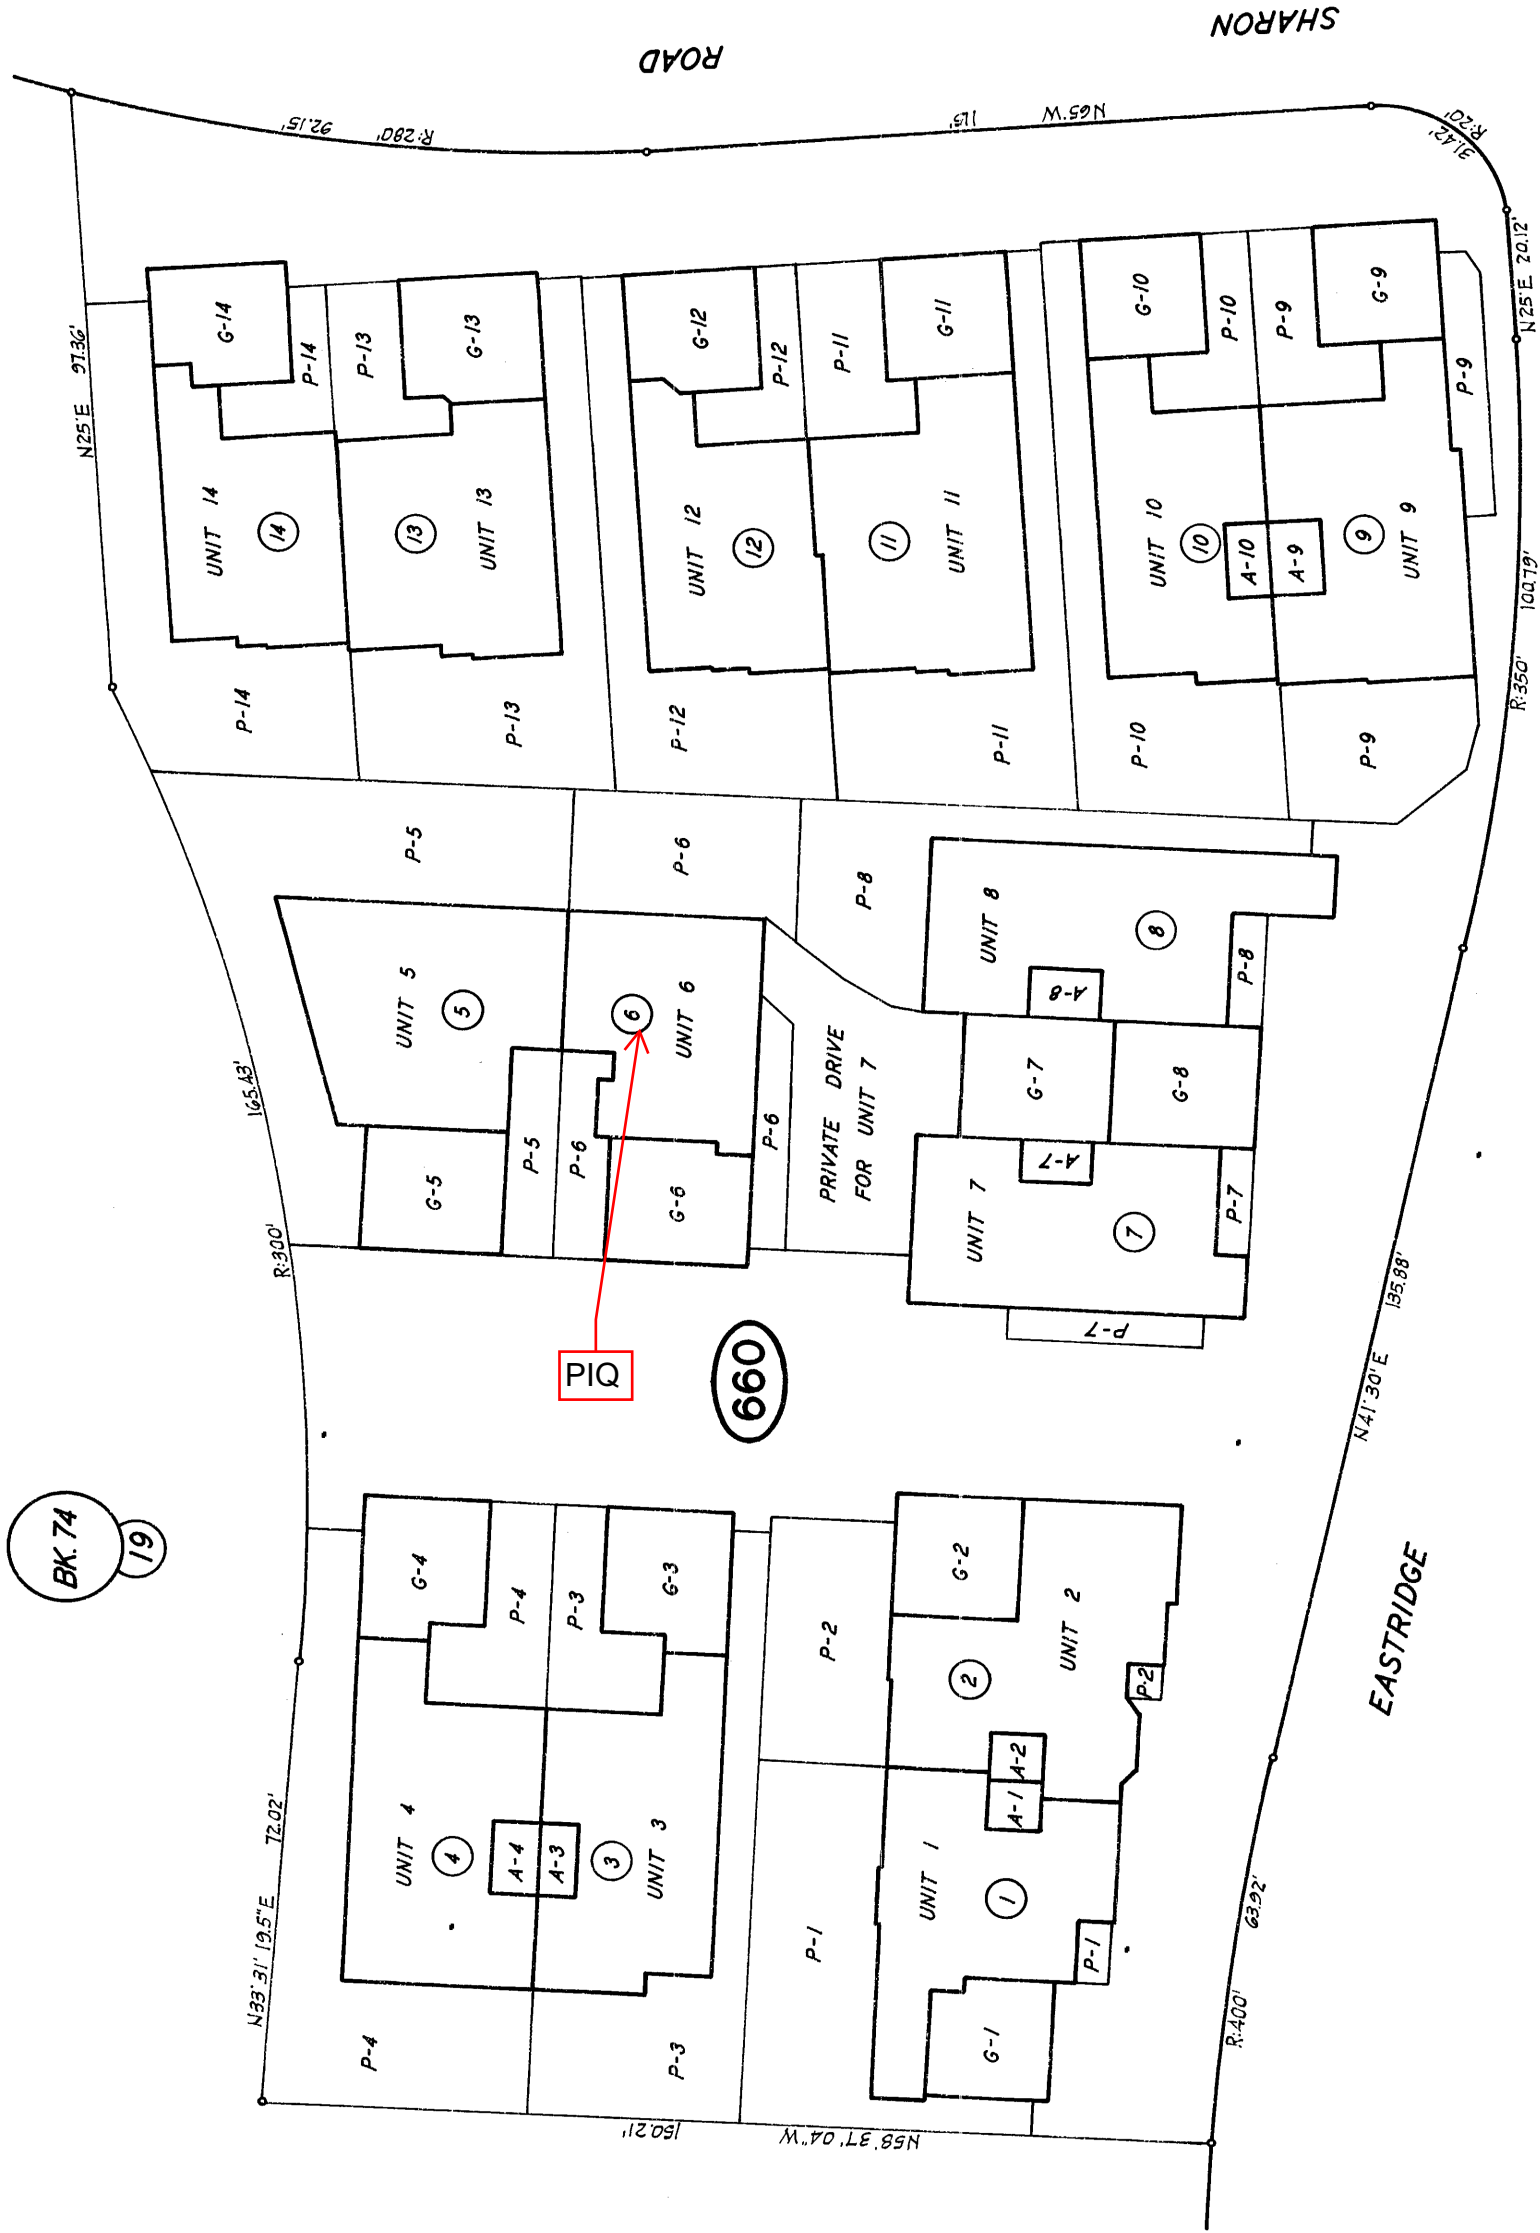 SHARON
ROAD
92.15'
R:280'
115'
N65°W
R:20'
31.42'
N25°E 20.12'
N25°E 97.36'
G-14
P-14
P-13
G-13
G-12
P-12
P-11
G-11
G-10
P-10
P-9
G-9
P-9
UNIT 14
14
13
UNIT 13
UNIT 12
12
11
UNIT 11
UNIT 10
10
A-10
A-9
9
UNIT 9
R:350'
100.79'
P-14
P-13
P-12
P-11
P-10
P-9
P-5
P-6
P-8
UNIT 5
5
6
UNIT 6
UNIT 8
8
A-8
P-8
165.43'
R:300'
G-5
P-5
P-6
G-6
P-6
PRIVATE DRIVE
FOR UNIT 7
G-7
G-8
A-7
UNIT 7
7
P-7
P-7
PIQ
660
N41°30'E
135.88'
BK. 74
19
G-4
P-4
P-3
G-3
P-2
G-2
2
UNIT 2
P-2
A-2
A-1
UNIT 4
4
A-4
A-3
3
UNIT 3
UNIT 1
1
P-1
P-1
G-1
P-4
P-3
N33°31'19.5"E
72.02'
150.21'
N58°37'04"W
R:400'
63.92'
EASTRIDGE